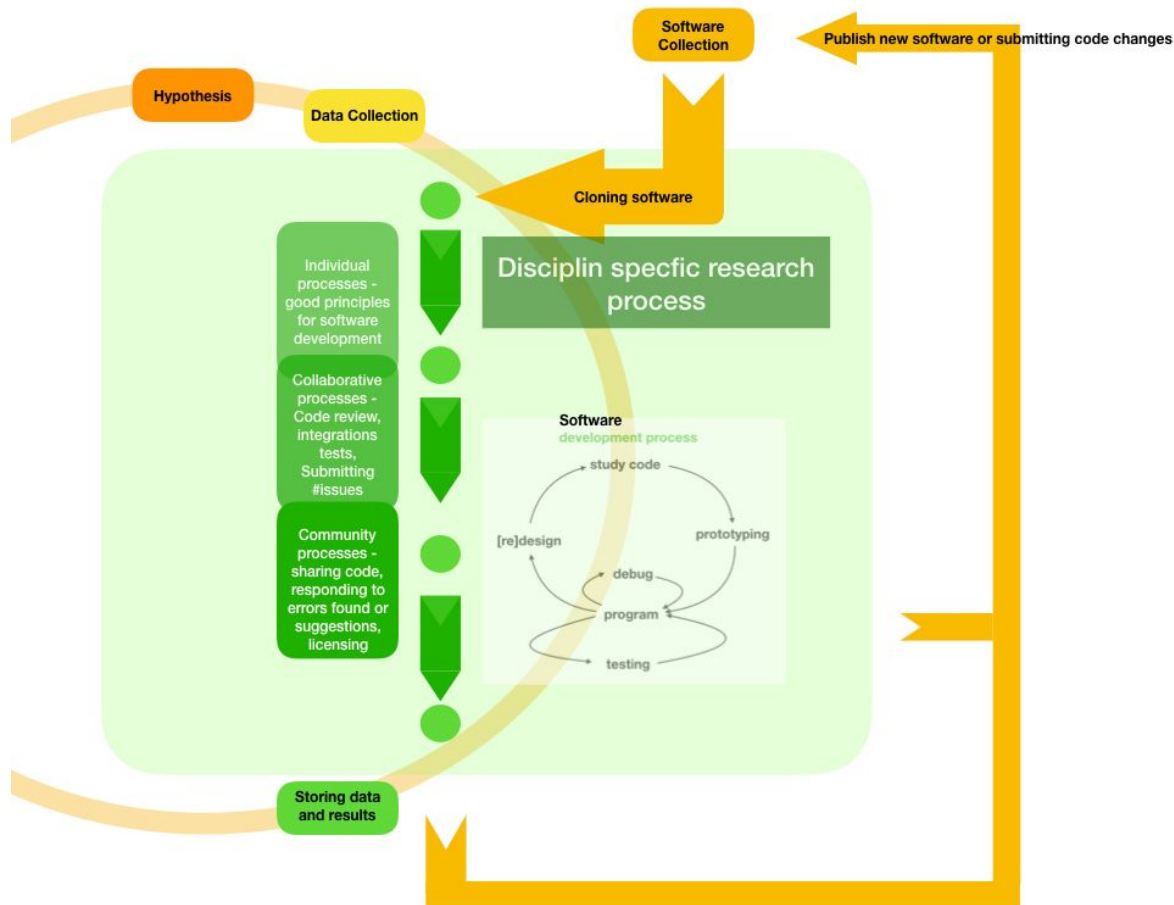 Software
Collection
Publish new software or submitting code changes
Hypothesis
Data Collection
Cloning software
Disciplin specfic research
process
Individual
processes -
good principles
for software
development
Collaborative
processes -
Code review,
integrations
tests,
Submitting
#issues
Community
processes -
sharing code,
responding to
errors found or
suggestions,
licensing
Software
development process
study code
[re]design
prototyping
debug
program
testing
Storing data
and results